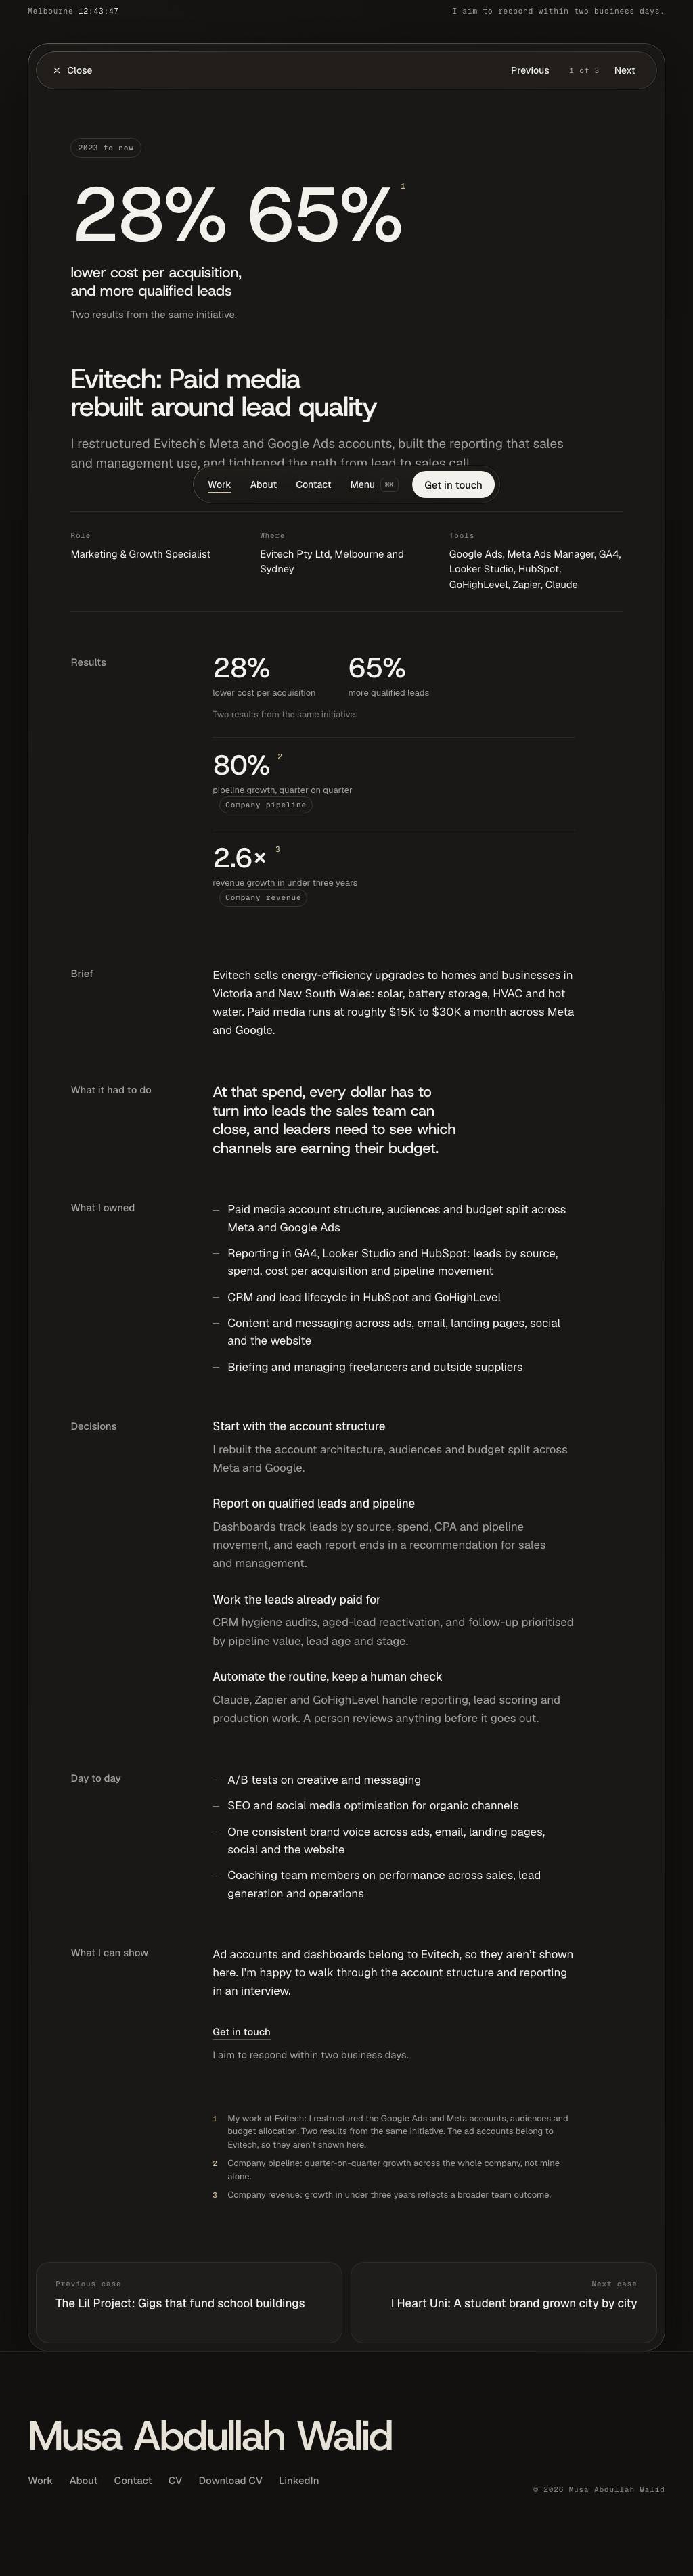 Melbourne 12:43:47
I aim to respond within two business days.
× Close
Previous
1 of 3
Next
2023 to now
28% 65% 1
lower cost per acquisition,
and more qualified leads
Two results from the same initiative.
Evitech: Paid media
rebuilt around lead quality
I restructured Evitech's Meta and Google Ads accounts, built the reporting that sales
and management use, and tightened the path from lead to sales call.
Work
About
Contact
Menu ⌘K
Get in touch
Role
Marketing & Growth Specialist
Where
Evitech Pty Ltd, Melbourne and
Sydney
Tools
Google Ads, Meta Ads Manager, GA4,
Looker Studio, HubSpot,
GoHighLevel, Zapier, Claude
Results
28%
lower cost per acquisition
65%
more qualified leads
Two results from the same initiative.
80% 2
pipeline growth, quarter on quarter
Company pipeline
2.6× 3
revenue growth in under three years
Company revenue
Brief
Evitech sells energy-efficiency upgrades to homes and businesses in
Victoria and New South Wales: solar, battery storage, HVAC and hot
water. Paid media runs at roughly $15K to $30K a month across Meta
and Google.
What it had to do
At that spend, every dollar has to
turn into leads the sales team can
close, and leaders need to see which
channels are earning their budget.
What I owned
— Paid media account structure, audiences and budget split across
Meta and Google Ads
— Reporting in GA4, Looker Studio and HubSpot: leads by source,
spend, cost per acquisition and pipeline movement
— CRM and lead lifecycle in HubSpot and GoHighLevel
— Content and messaging across ads, email, landing pages, social
and the website
— Briefing and managing freelancers and outside suppliers
Decisions
Start with the account structure
I rebuilt the account architecture, audiences and budget split across
Meta and Google.
Report on qualified leads and pipeline
Dashboards track leads by source, spend, CPA and pipeline
movement, and each report ends in a recommendation for sales
and management.
Work the leads already paid for
CRM hygiene audits, aged-lead reactivation, and follow-up prioritised
by pipeline value, lead age and stage.
Automate the routine, keep a human check
Claude, Zapier and GoHighLevel handle reporting, lead scoring and
production work. A person reviews anything before it goes out.
Day to day
— A/B tests on creative and messaging
— SEO and social media optimisation for organic channels
— One consistent brand voice across ads, email, landing pages,
social and the website
— Coaching team members on performance across sales, lead
generation and operations
What I can show
Ad accounts and dashboards belong to Evitech, so they aren't shown
here. I'm happy to walk through the account structure and reporting
in an interview.
Get in touch
I aim to respond within two business days.
1 My work at Evitech: I restructured the Google Ads and Meta accounts, audiences and
budget allocation. Two results from the same initiative. The ad accounts belong to
Evitech, so they aren't shown here.
2 Company pipeline: quarter-on-quarter growth across the whole company, not mine
alone.
3 Company revenue: growth in under three years reflects a broader team outcome.
Previous case
The Lil Project: Gigs that fund school buildings
Next case
I Heart Uni: A student brand grown city by city
Musa Abdullah Walid
Work
About
Contact
CV
Download CV
LinkedIn
© 2026 Musa Abdullah Walid